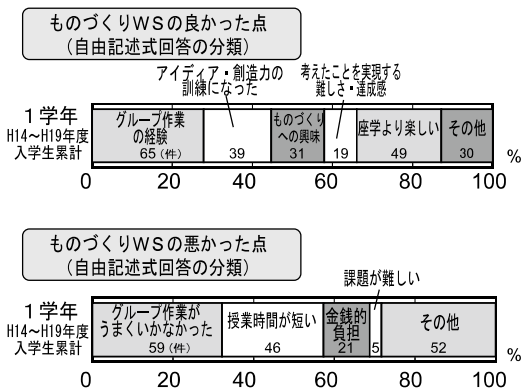 ものづくりWSの良かった点
(自由記述式回答の分類)
アイディア・創造力の
訓練になった
考えたことを実現する
難しさ・達成感
1学年
H14～H19年度
入学生累計
グループ作業
の経験
65(件)
39
ものづくり
への興味
31
19
座学より楽しい
49
その他
30
%
0
20
40
60
80
100
ものづくりWSの悪かった点
(自由記述式回答の分類)
課題が難しい
1学年
H14～H19年度
入学生累計
グループ作業が
うまくいかなかった
59(件)
授業時間が短い
46
金銭的
負担
21
5
その他
52
%
0
20
40
60
80
100